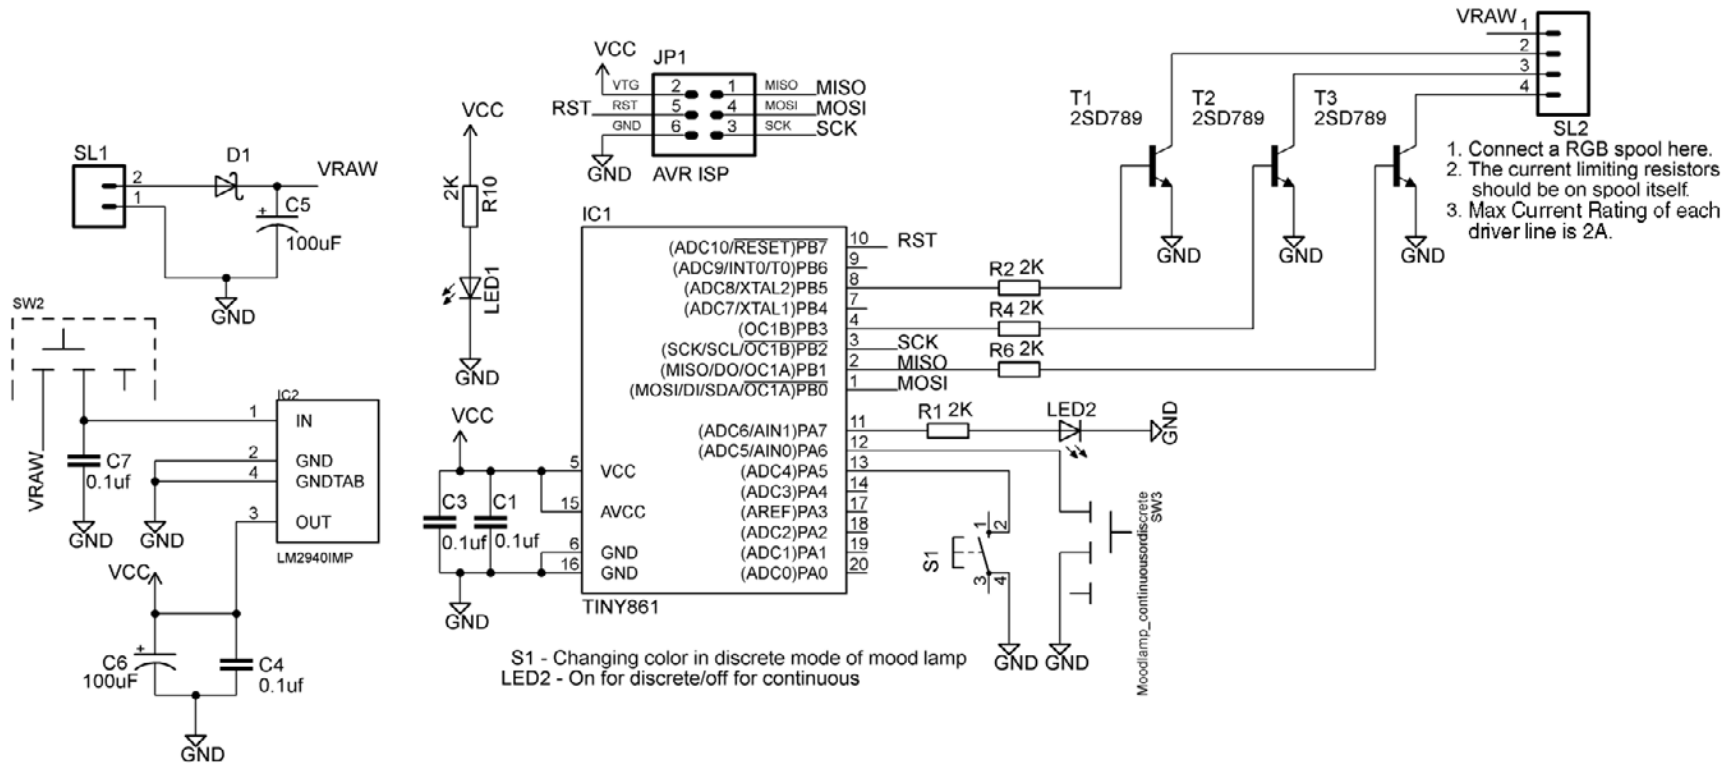 VRAW
1
2
3
4
SL2
1. Connect a RGB spool here.
2. The current limiting resistors
should be on spool itself.
3. Max Current Rating of each
driver line is 2A.
T1
2SD789
T2
2SD789
T3
2SD789
GND
GND
GND
VCC
JP1
VTG 2 1 MISO MISO
RST RST 5 4 MOSI MOSI
GND 6 3 SCK SCK
GND
AVR ISP
VCC
2K
R10
LED1
GND
SL1
2
1
D1
VRAW
+
C5
100uF
GND
SW2
VRAW
IC2
1 IN
2 GND
4 GNDTAB
3 OUT
LM2940IMP
C7
0.1uf
GND
GND
VCC
+
C6
100uF
C4
0.1uf
GND
IC1
(ADC10/RESET)PB7 10 RST
(ADC9/INT0/T0)PB6 9
(ADC8/XTAL2)PB5 8
(ADC7/XTAL1)PB4 7
(OC1B)PB3 4
(SCK/SCL/OC1B)PB2 3 SCK
(MISO/DO/OC1A)PB1 2 MISO
(MOSI/DI/SDA/OC1A)PB0 1 MOSI
(ADC6/AIN1)PA7 11
(ADC5/AIN0)PA6 12
(ADC4)PA5 13
(ADC3)PA4 14
(AREF)PA3 17
(ADC2)PA2 18
(ADC1)PA1 19
(ADC0)PA0 20
5 VCC
15 AVCC
6 GND
16 GND
TINY861
VCC
C3
0.1uf
C1
0.1uf
GND
R2 2K
R4 2K
R6 2K
R1 2K
LED2
GND
S1
1
2
3
4
GND
GND
Moodlamp_continuousordiscrete
SW3
S1 - Changing color in discrete mode of mood lamp
LED2 - On for discrete/off for continuous